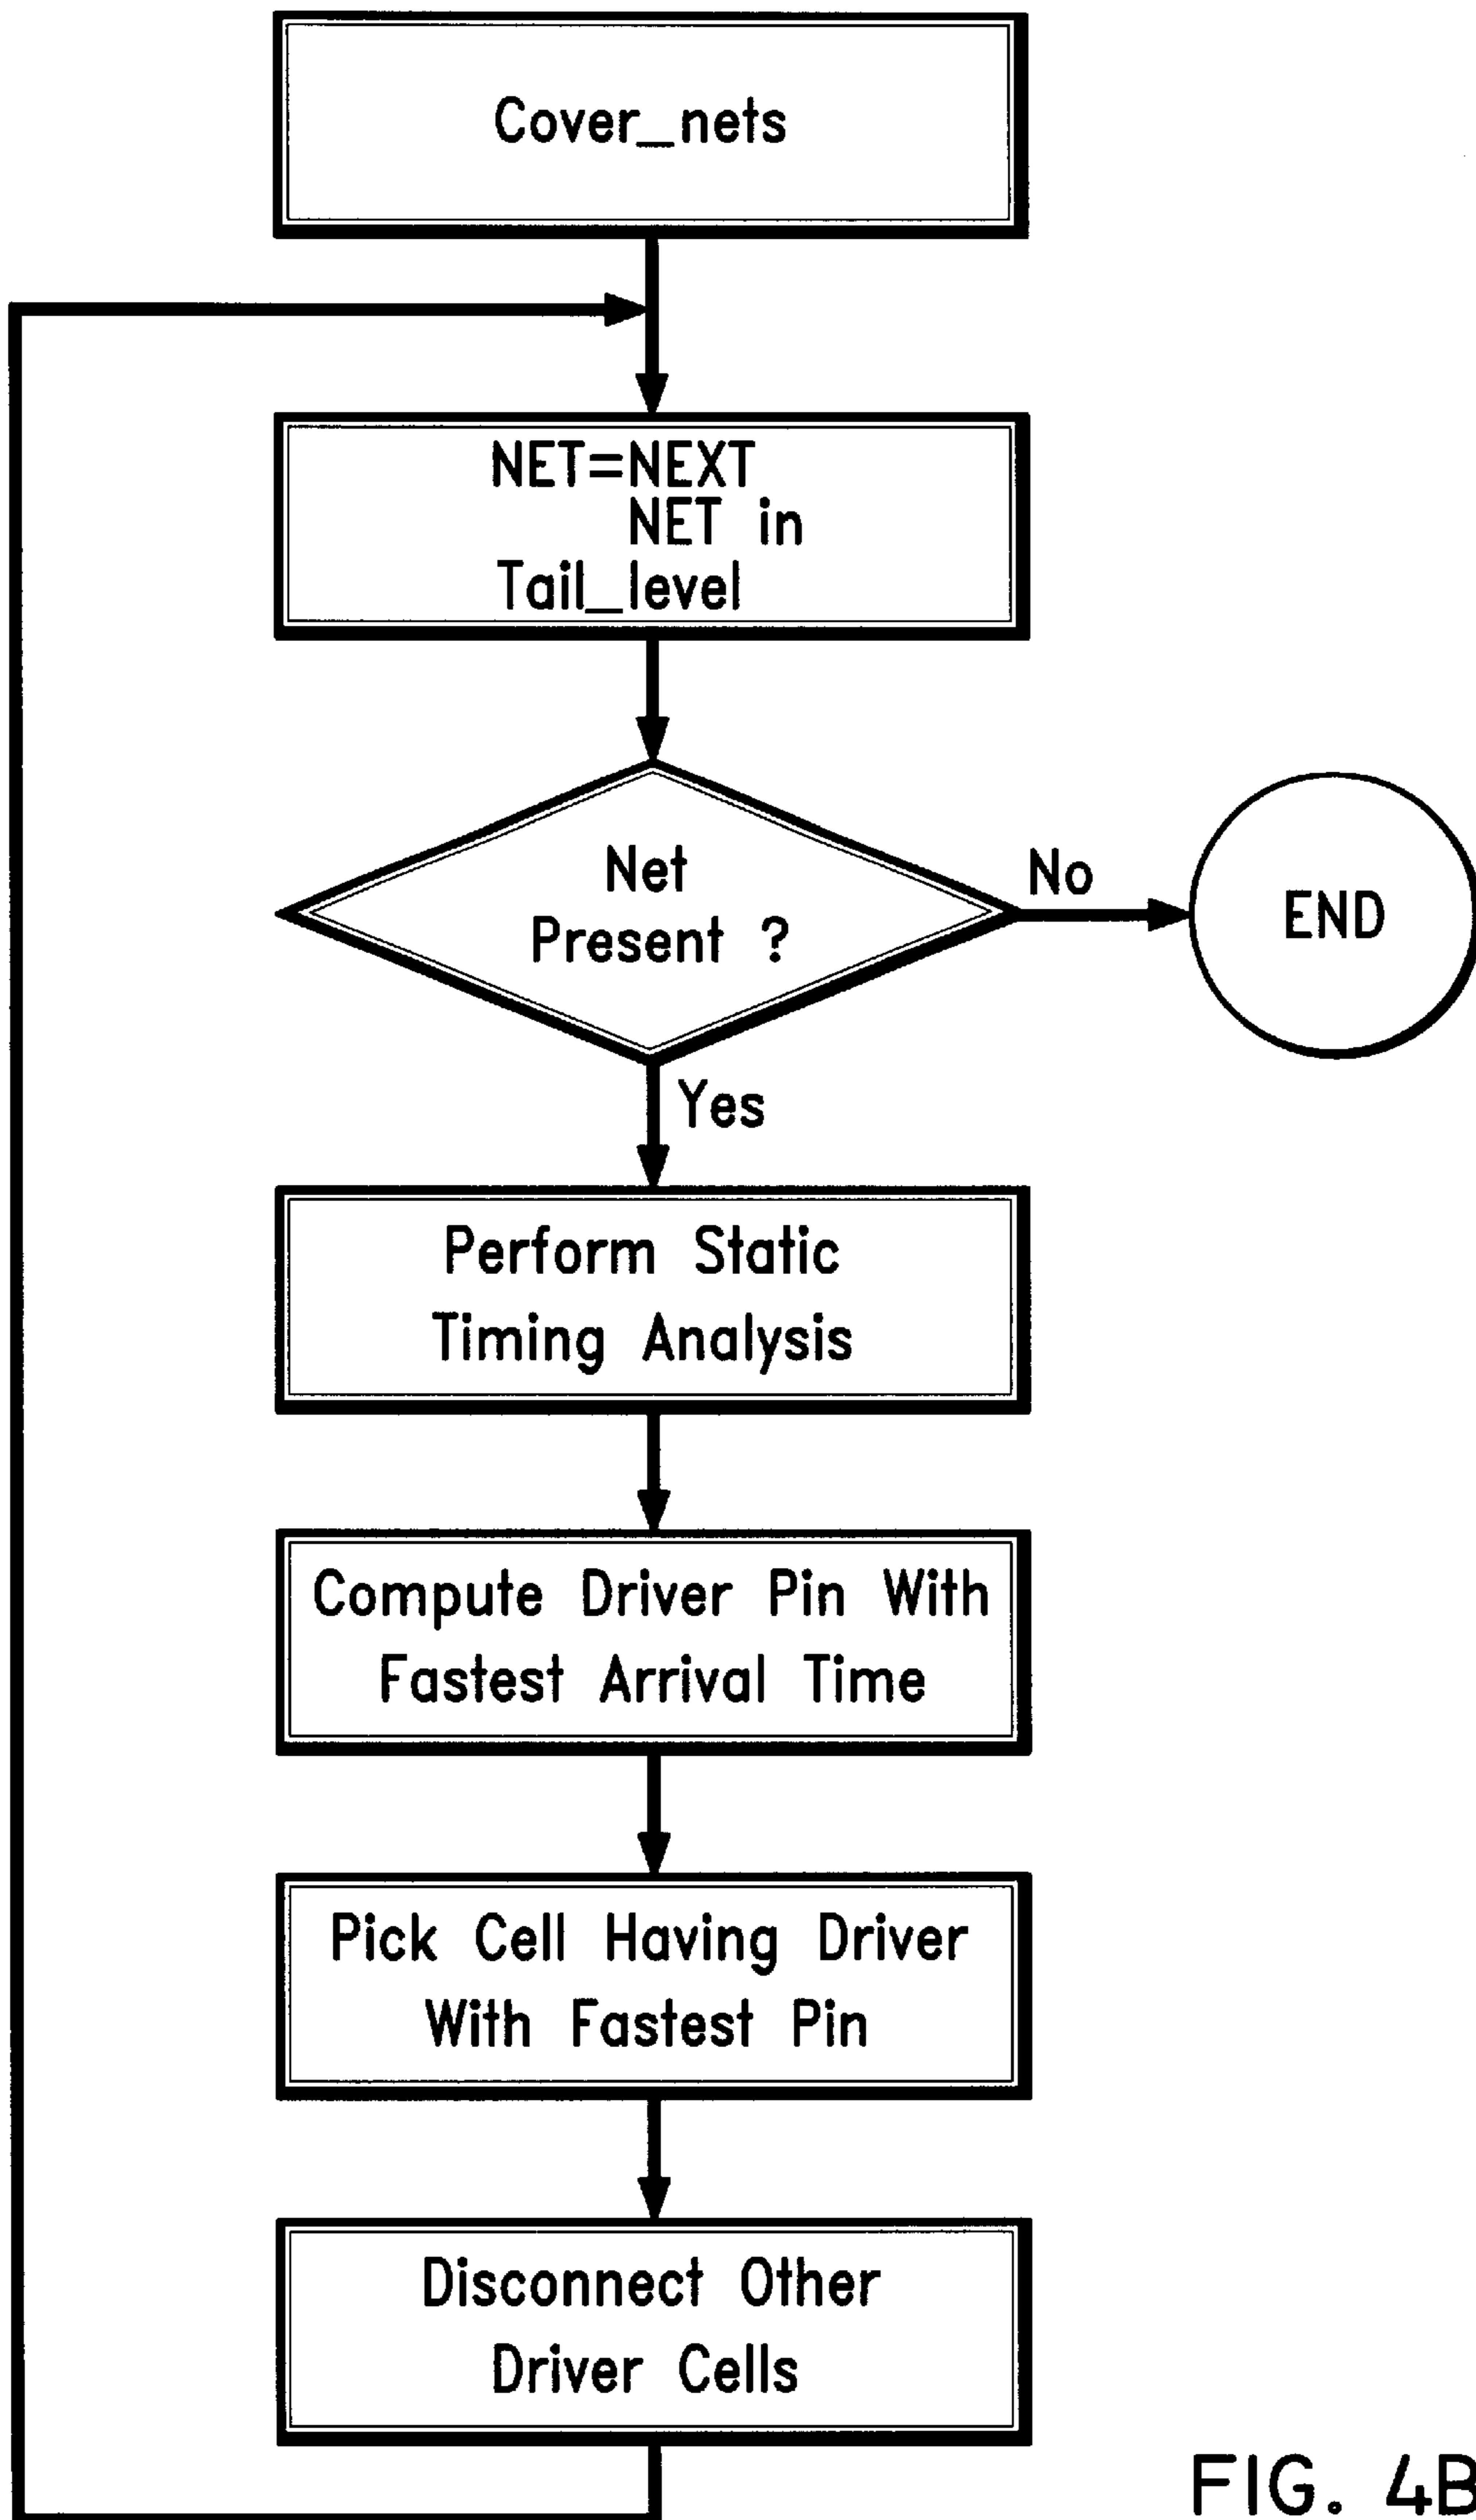 Cover_nets
NET=NEXT
NET in
Tail_level
Net
Present ?
No
END
Yes
Perform Static
Timing Analysis
Compute Driver Pin With
Fastest Arrival Time
Pick Cell Having Driver
With Fastest Pin
Disconnect Other
Driver Cells
FIG. 4B